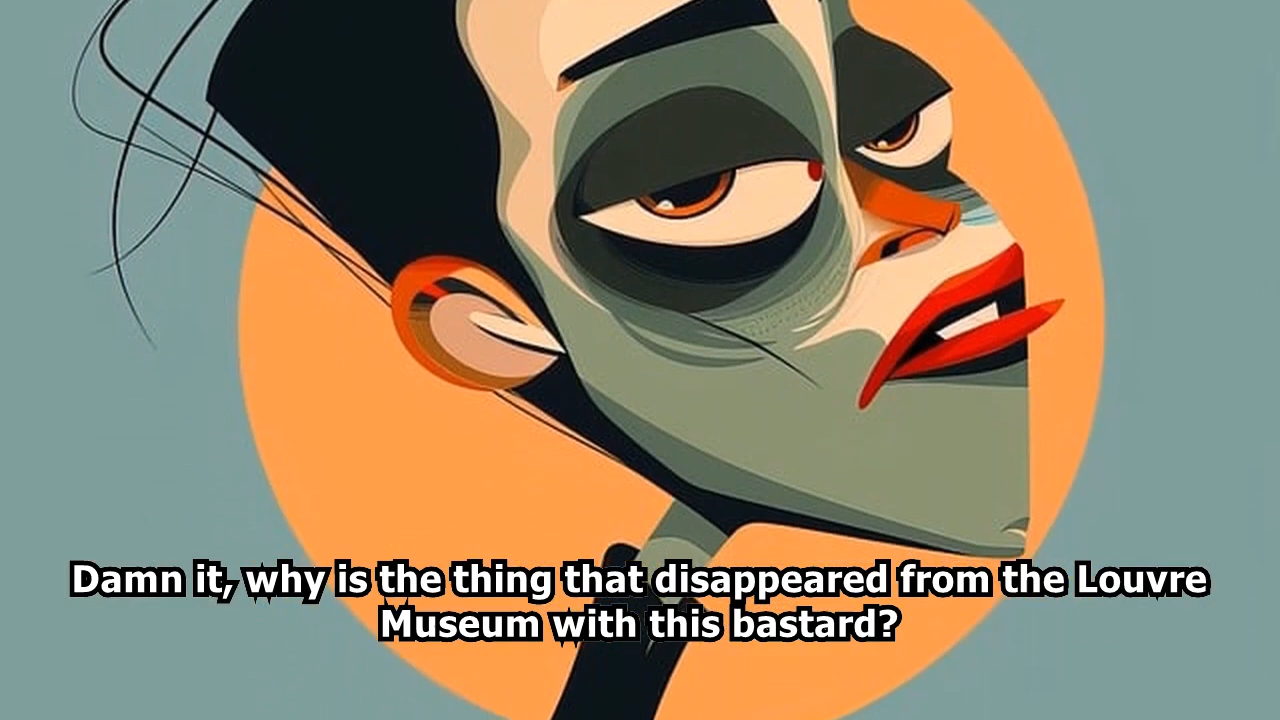 Damn it, why is the thing that disappeared from the Louvre
Museum with this bastard?